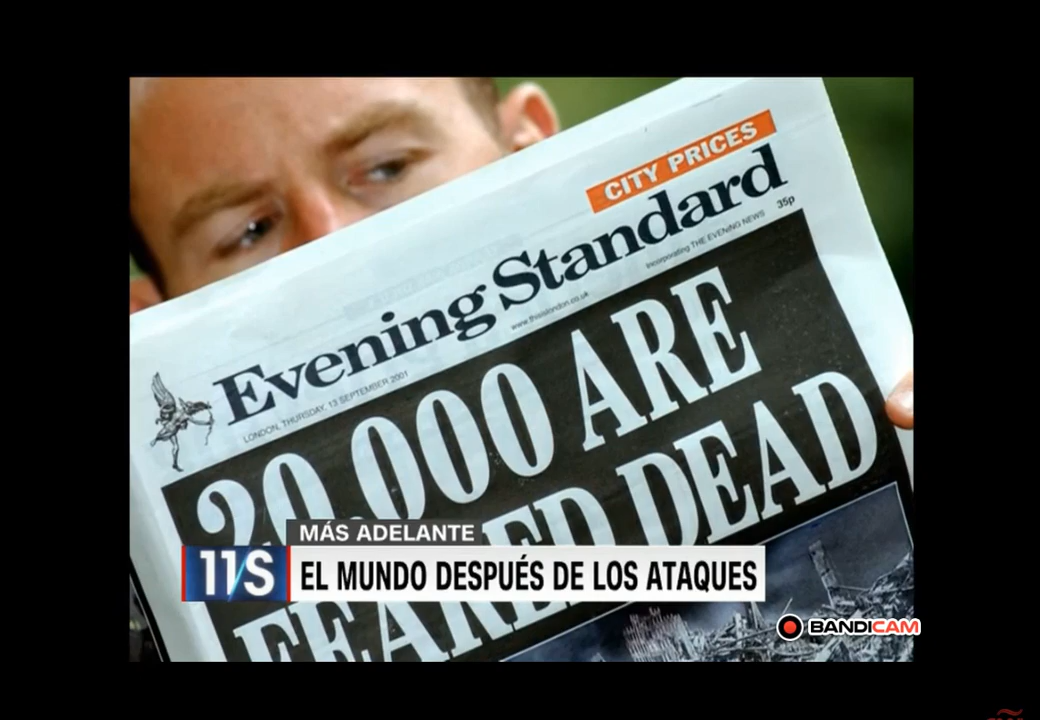 CITY PRICES
Evening Standard
35p
www.thisislondon.co.uk
Incorporating THE EVENING NEWS
LONDON, THURSDAY, 13 SEPTEMBER 2001
20,000 ARE
FEARED DEAD
MÁS ADELANTE
11/S
EL MUNDO DESPUÉS DE LOS ATAQUES
BANDICAM